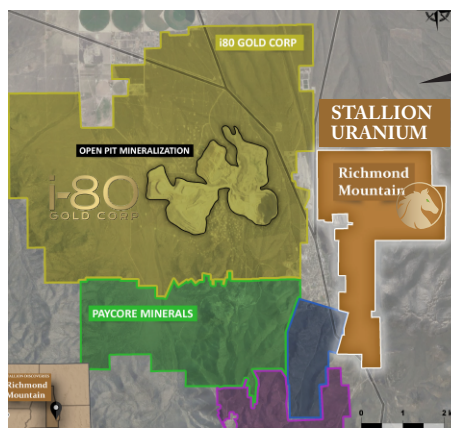 i80 GOLD CORP
STALLION
URANIUM
OPEN PIT MINERALIZATION
Richmond
Mountain
i-80
GOLD CORP
PAYCORE MINERALS
Richmond
Mountain
0 1 2 k